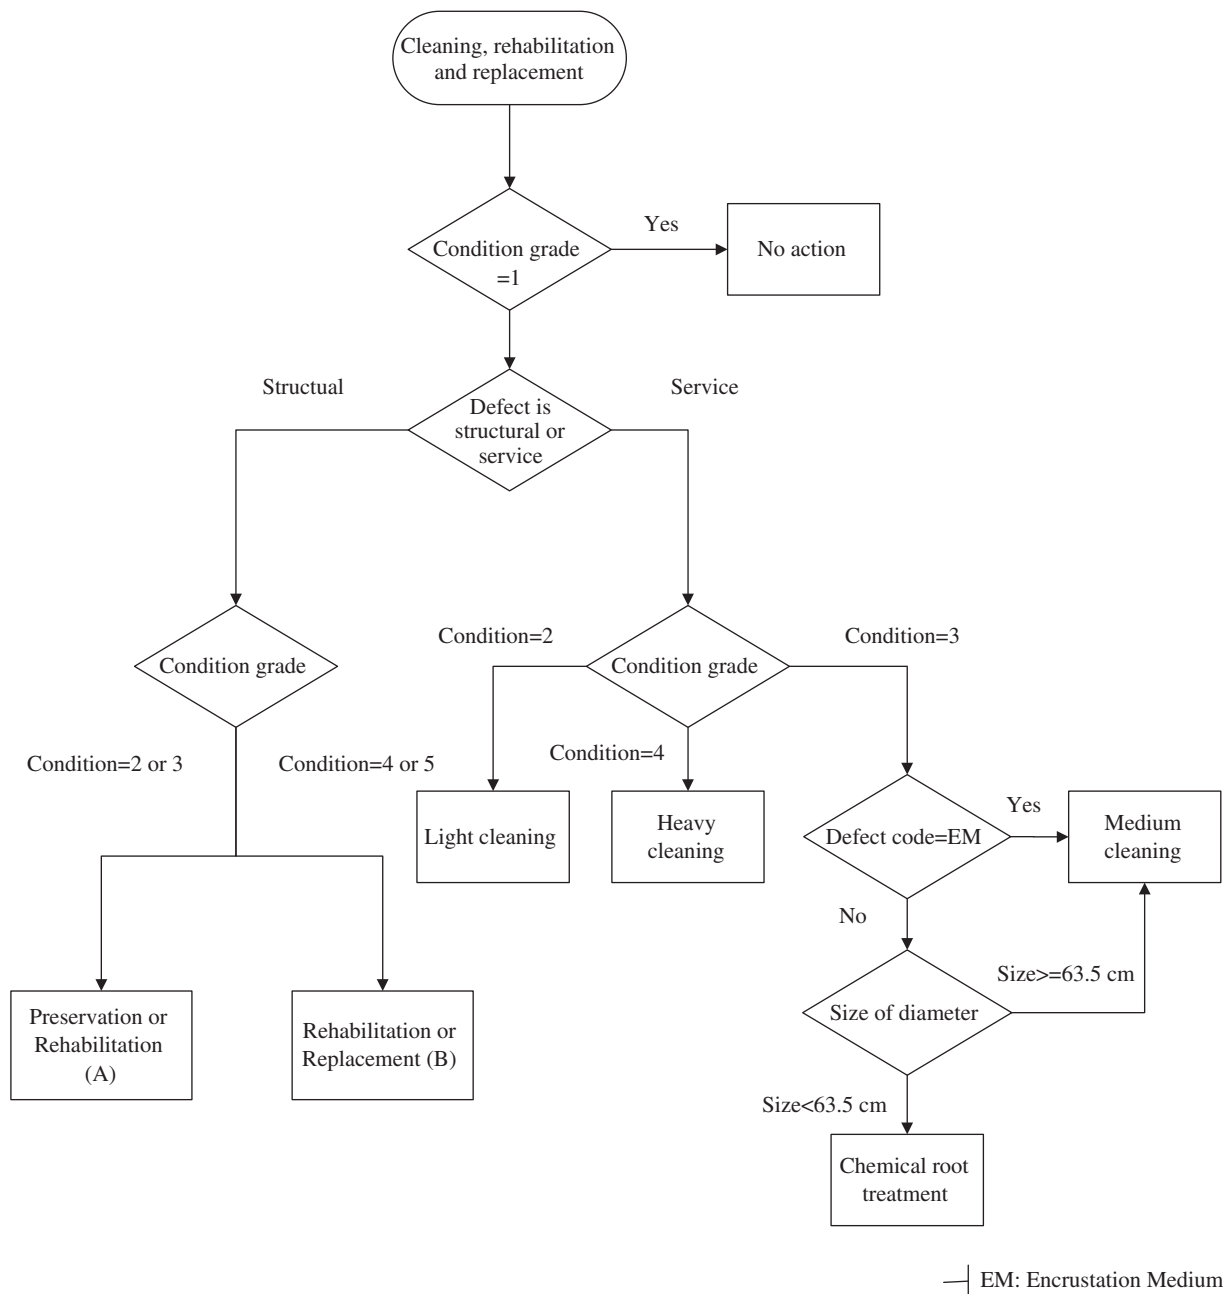 Cleaning, rehabilitation
and replacement
Condition grade
=1
Yes
No action
Structual
Service
Defect is
structural or
service
Condition grade
Condition=2
Condition grade
Condition=3
Condition=2 or 3
Condition=4 or 5
Condition=4
Light cleaning
Heavy
cleaning
Defect code=EM
Yes
Medium
cleaning
No
Size>=63.5 cm
Size of diameter
Preservation or
Rehabilitation
(A)
Rehabilitation or
Replacement (B)
Size<63.5 cm
Chemical root
treatment
EM: Encrustation Medium